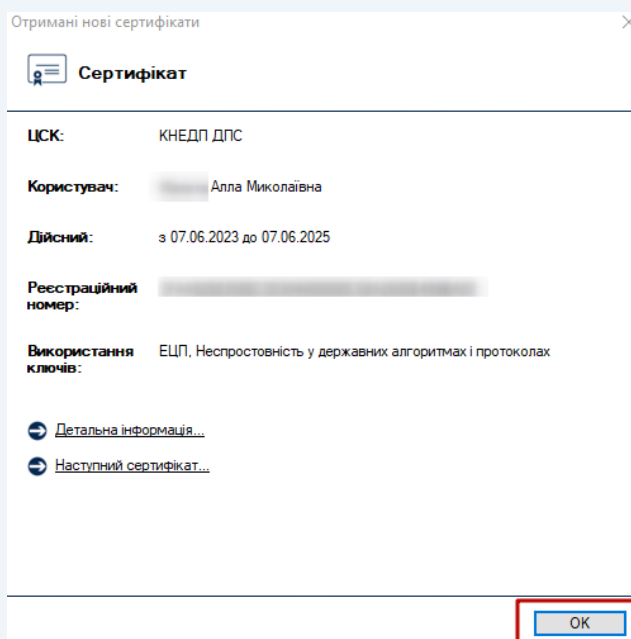 Отримані нові сертифікати
Сертифікат
ЦСК: КНЕДП ДПС
Користувач: Алла Миколаївна
Дійсний: з 07.06.2023 до 07.06.2025
Реєстраційний
номер:
Використання ЕЦП, Неспростовність у державних алгоритмах і протоколах
ключів:
Детальна інформація...
Наступний сертифікат...
OK